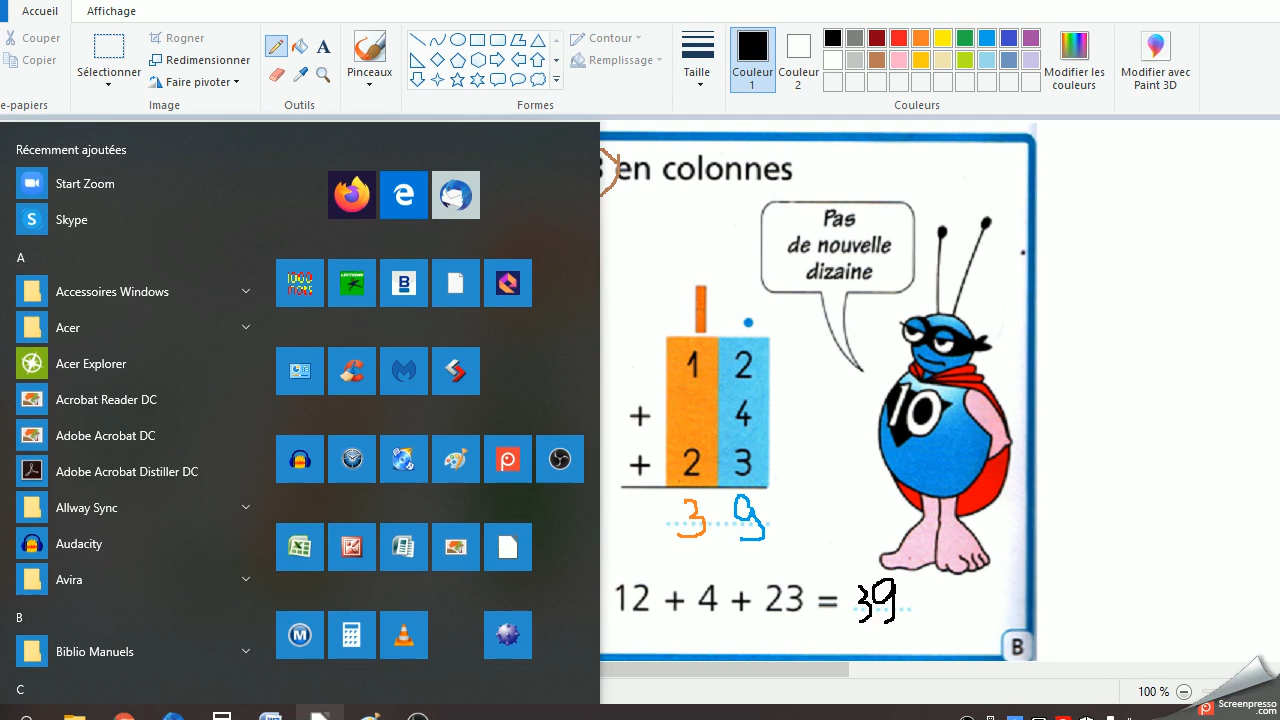 Accueil
Affichage
Couper
Copier
e-papiers
Sélectionner
Rogner
Redimensionner
Faire pivoter
Image
Outils
Pinceaux
Contour
Remplissage
Formes
Taille
Couleur 1
Couleur 2
Couleurs
Modifier les couleurs
Modifier avec Paint 3D
Récemment ajoutées
Start Zoom
Skype
A
Accessoires Windows
Acer
Acer Explorer
Acrobat Reader DC
Adobe Acrobat DC
Adobe Acrobat Distiller DC
Allway Sync
Audacity
Avira
B
Biblio Manuels
C
en colonnes
Pas
de nouvelle
dizaine
10
1 2
+ 4
+ 2 3
3 9
12 + 4 + 23 = 39
B
100 %
Screenpresso
.com